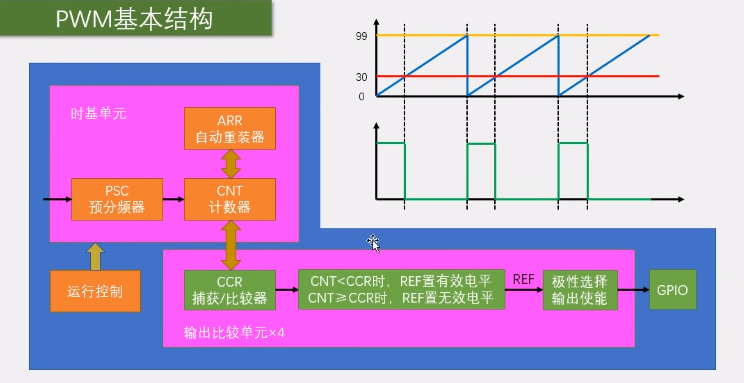 PWM基本结构
99
30
0
时基单元
ARR
自动重装器
PSC
预分频器
CNT
计数器
运行控制
CCR
捕获/比较器
CNT<CCR时，REF置有效电平
CNT≥CCR时，REF置无效电平
REF
极性选择
输出使能
GPIO
输出比较单元×4